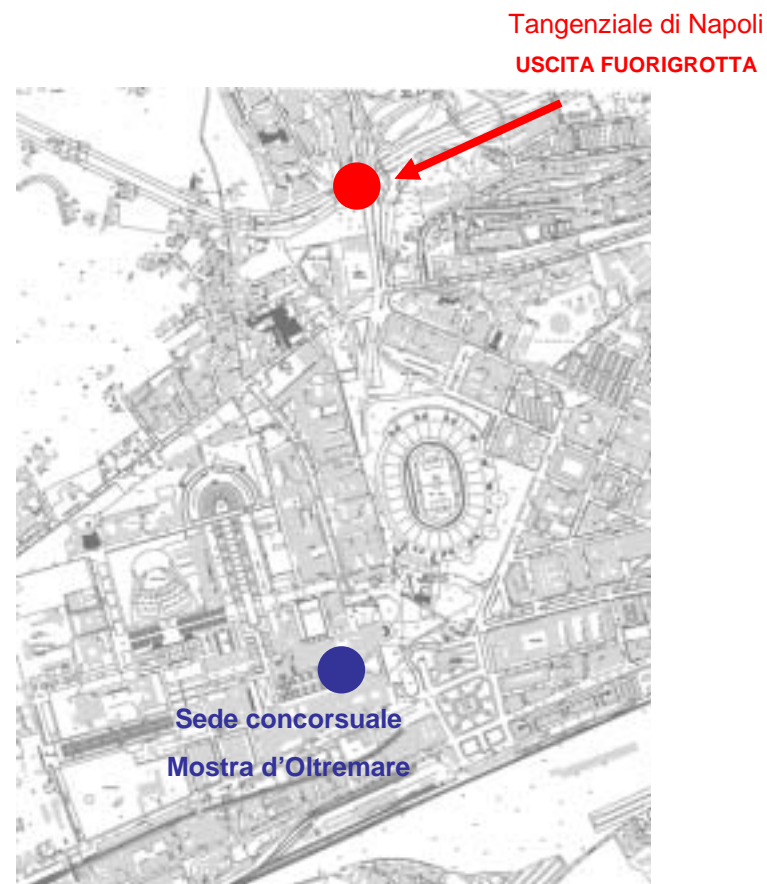 Tangenziale di Napoli
USCITA FUORIGROTTA
Sede concorsuale
Mostra d'Oltremare